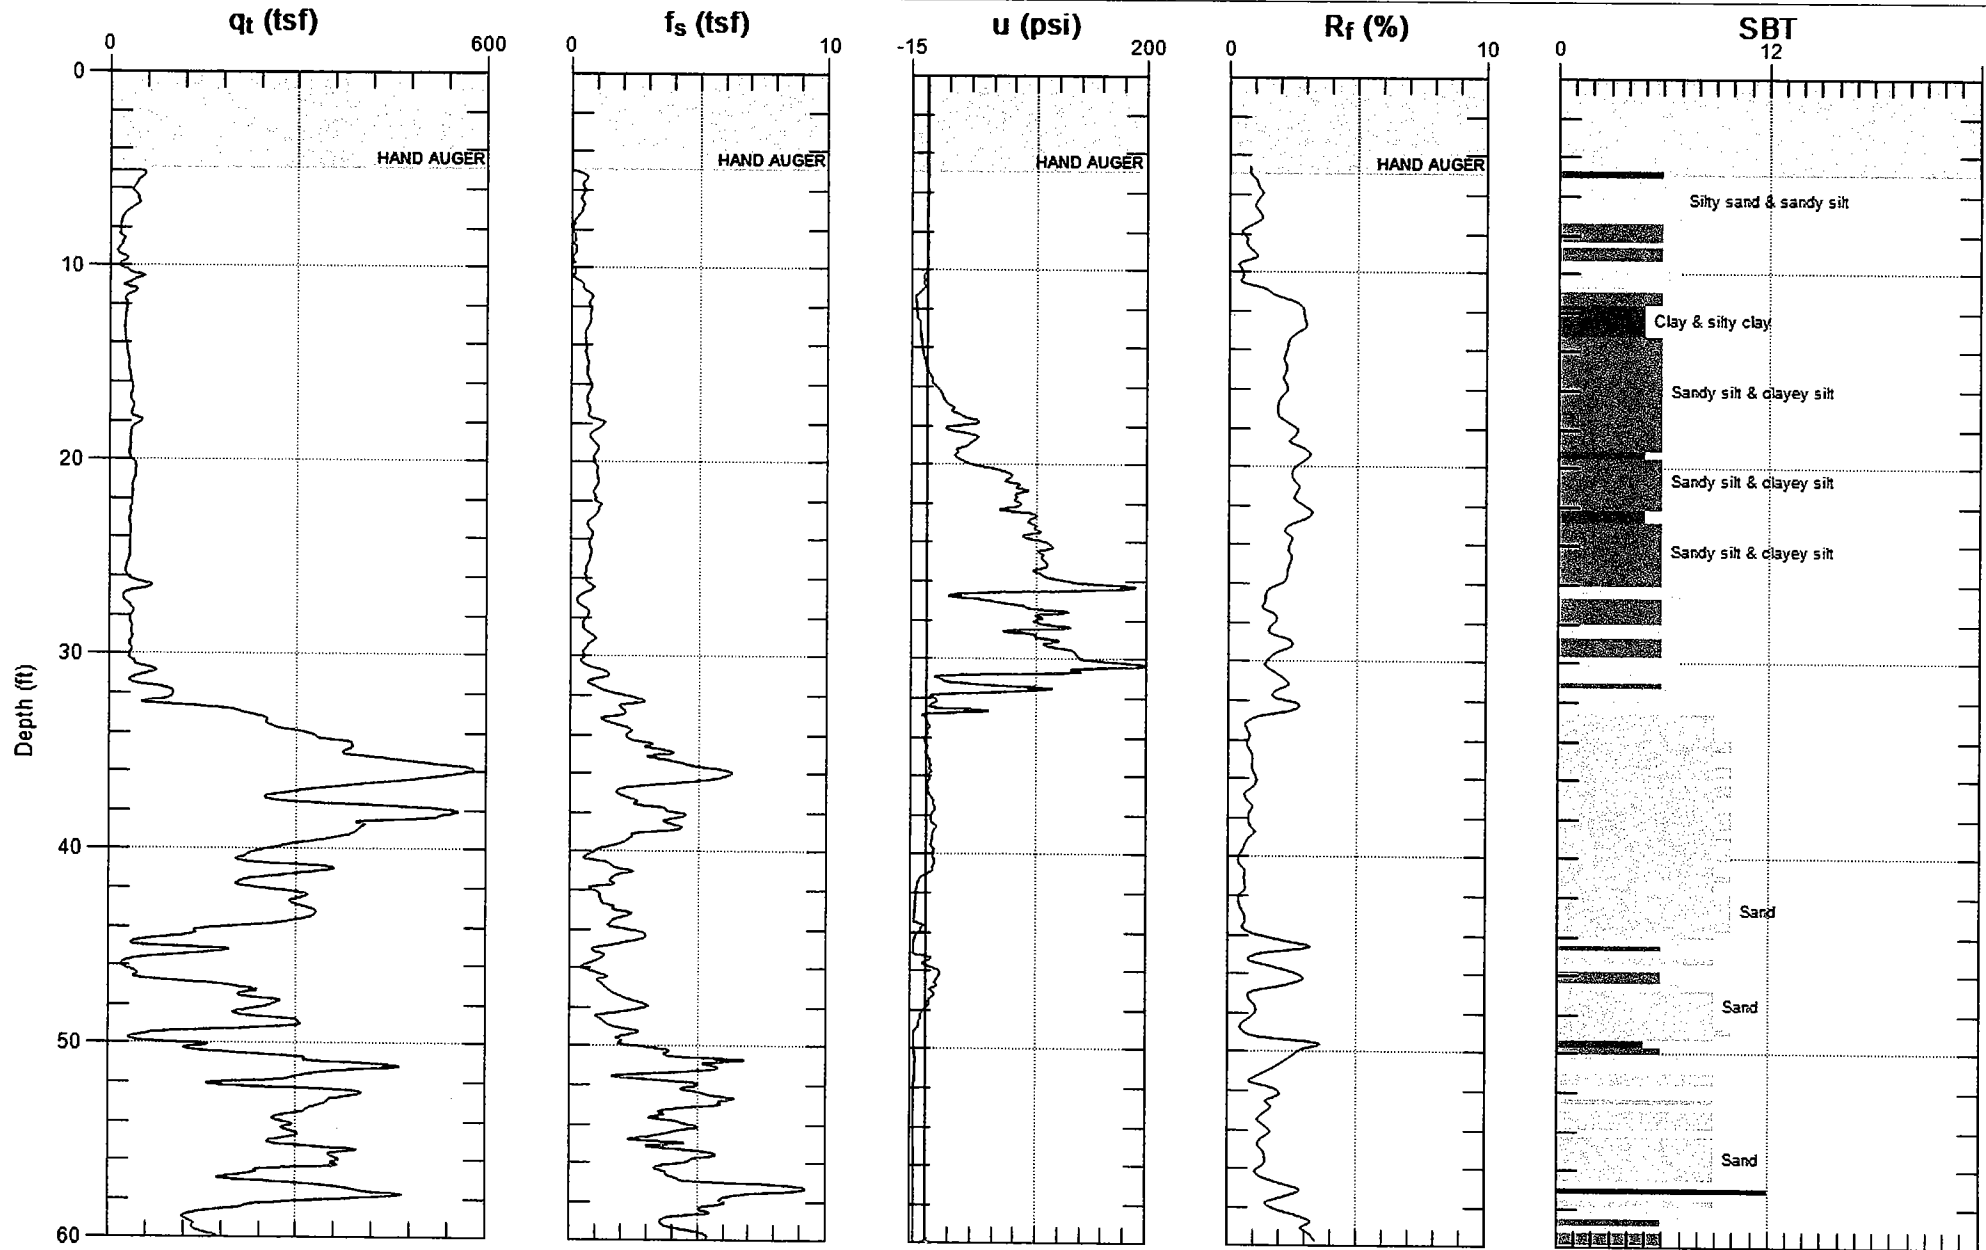 qt (tsf)
fs (tsf)
u (psi)
Rf (%)
SBT
0
600
0
10
-15
200
0
10
0
12
0
HAND AUGER
HAND AUGER
HAND AUGER
HAND AUGER
Silty sand & sandy silt
10
Clay & silty clay
Sandy silt & clayey silt
20
Sandy silt & clayey silt
Sandy silt & clayey silt
30
Depth (ft)
40
Sand
Sand
50
Sand
60